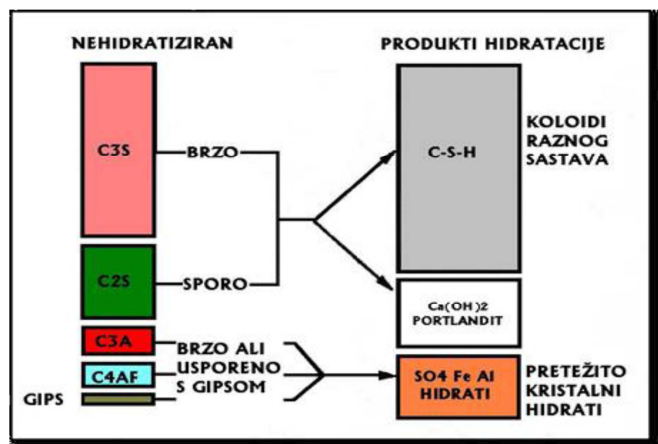 NEHIDRATIZIRAN
PRODUKTI HIDRATACIJE
C3S
BRZO
C-S-H
KOLOIDI
RAZNOG
SASTAVA
C2S
SPORO
Ca(OH)2
PORTLANDIT
C3A
C4AF
GIPS
BRZO ALI
USPORENO
S GIPSOM
SO4 Fe Al
HIDRATI
PRETEŽITO
KRISTALNI
HIDRATI